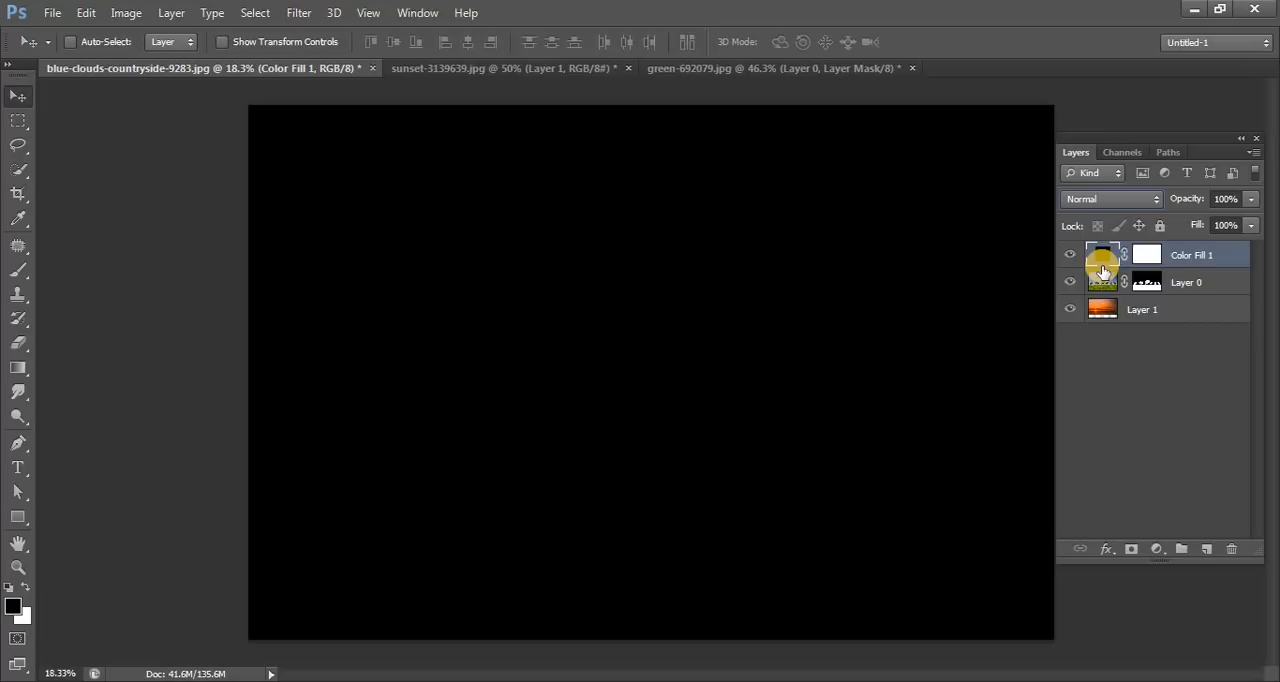 Ps File Edit Image Layer Type Select Filter 3D View Window Help
Auto-Select: Layer Show Transform Controls 3D Mode: Untitled-1
blue-clouds-countryside-9283.jpg @ 18.3% (Color Fill 1, RGB/8) * × sunset-3139639.jpg @ 50% (Layer 1, RGB/8#) * × green-692079.jpg @ 46.3% (Layer 0, Layer Mask/8) * ×
Layers Channels Paths
Kind
Normal Opacity: 100%
Lock: Fill: 100%
Color Fill 1
Layer 0
Layer 1
fx.
T
18.33% Doc: 41.6M/135.6M